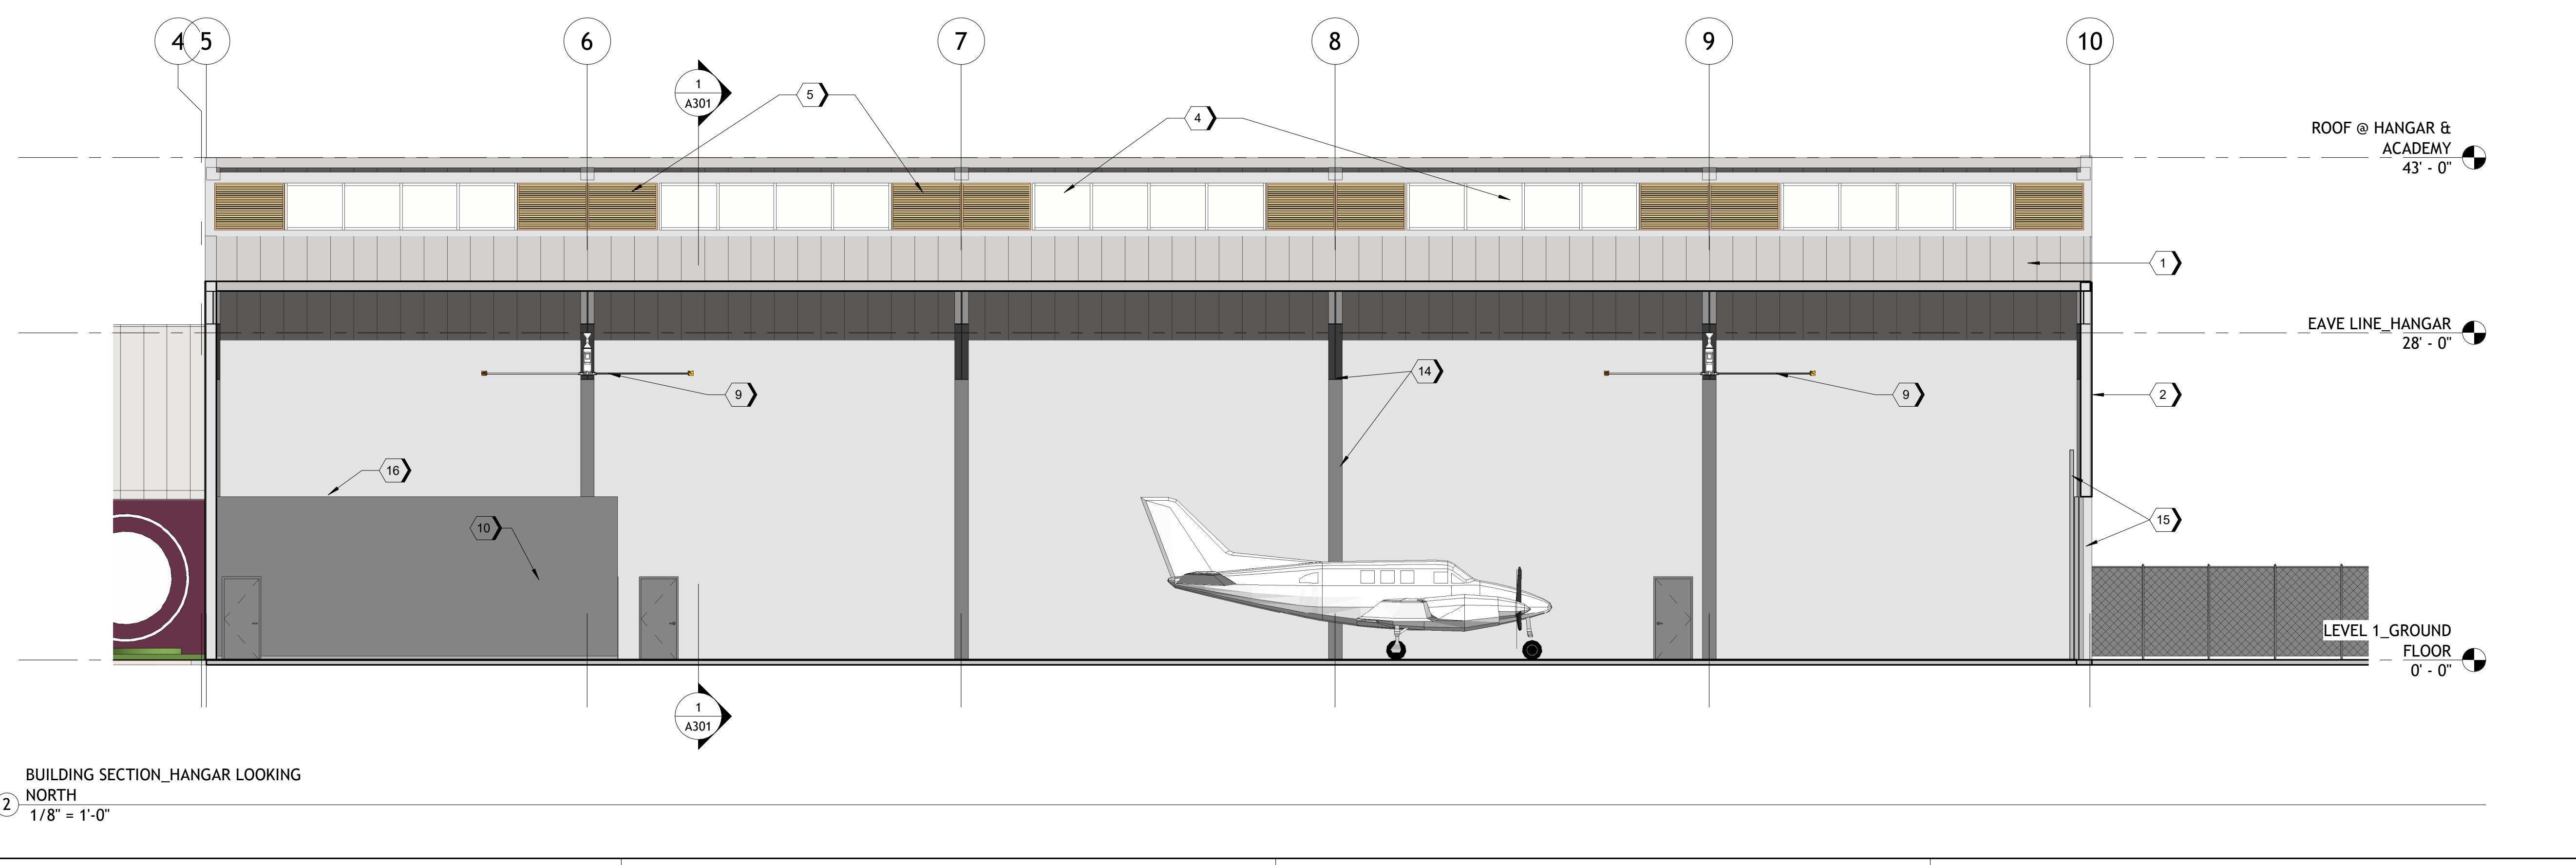 4
5
6
7
8
9
10
1
A301
5
4
ROOF @ HANGAR &
ACADEMY
43' - 0"
1
EAVE LINE_HANGAR
28' - 0"
14
9
9
2
16
10
15
LEVEL 1_GROUND
FLOOR
0' - 0"
1
A301
BUILDING SECTION_HANGAR LOOKING
NORTH
2
1/8" = 1'-0"